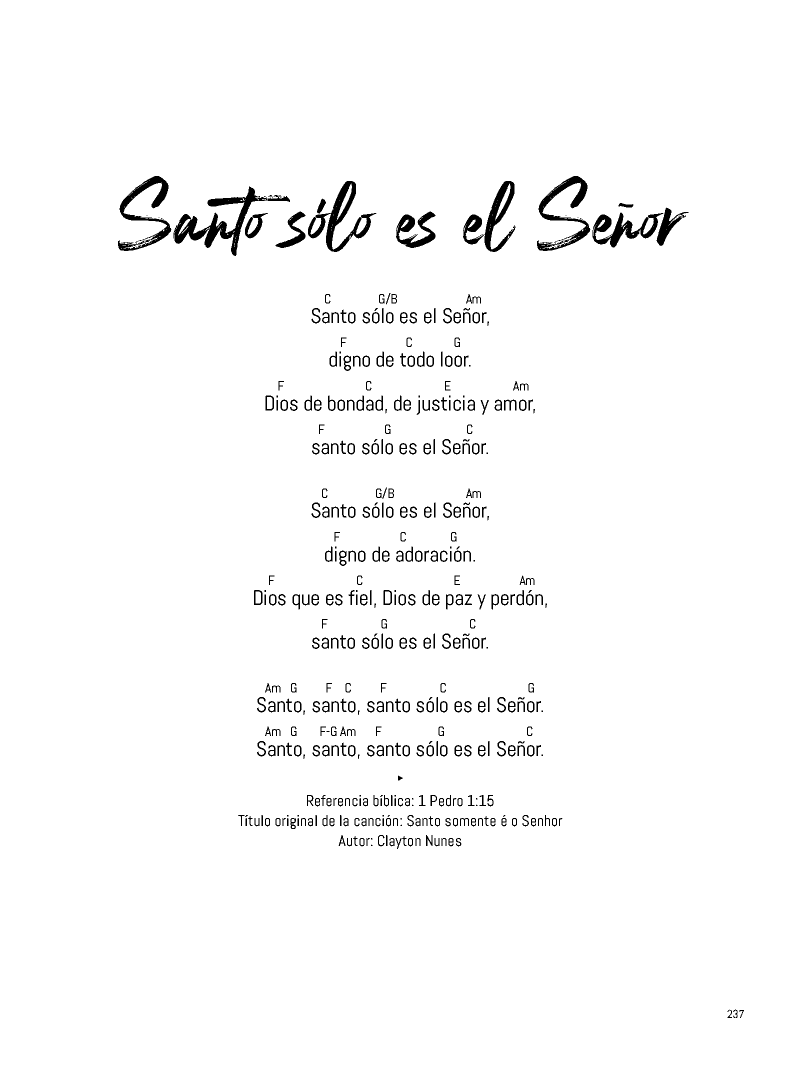 Santo sólo es el Señor
C G/B Am
Santo sólo es el Señor,
F C G
digno de todo loor.
F C E Am
Dios de bondad, de justicia y amor,
F G C
santo sólo es el Señor.
C G/B Am
Santo sólo es el Señor,
F C G
digno de adoración.
F C E Am
Dios que es fiel, Dios de paz y perdón,
F G C
santo sólo es el Señor.
Am G F C F C G
Santo, santo, santo sólo es el Señor.
Am G F-G Am F G C
Santo, santo, santo sólo es el Señor.
Referencia bíblica: 1 Pedro 1:15
Título original de la canción: Santo somente é o Senhor
Autor: Clayton Nunes
237